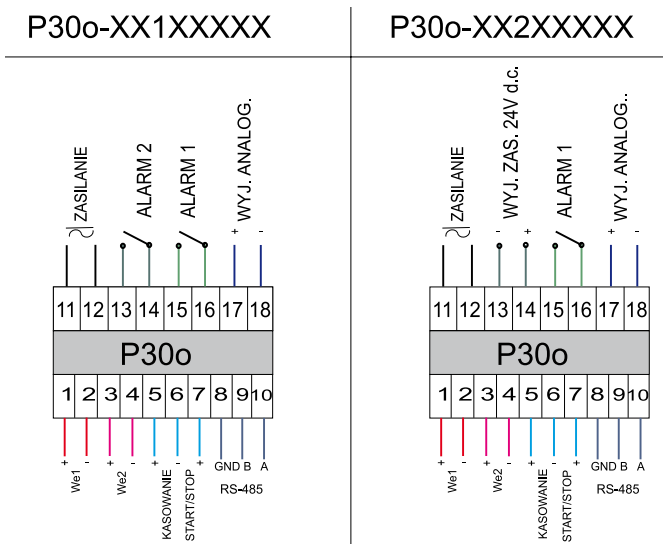 P30o-XX1XXXXX
P30o-XX2XXXXX
ZASILANIE
ALARM 2
ALARM 1
+ WYJ. ANALOG. -
11 12 13 14 15 16 17 18
P30o
1 2 3 4 5 6 7 8 9 10
+ - + - + - + GND B A
We1
We2
KASOWANIE
START/STOP
RS-485
ZASILANIE
- WYJ. ZAS. 24V d.c. +
ALARM 1
+ WYJ. ANALOG.. -
11 12 13 14 15 16 17 18
P30o
1 2 3 4 5 6 7 8 9 10
+ - + - + - + GND B A
We1
We2
KASOWANIE
START/STOP
RS-485